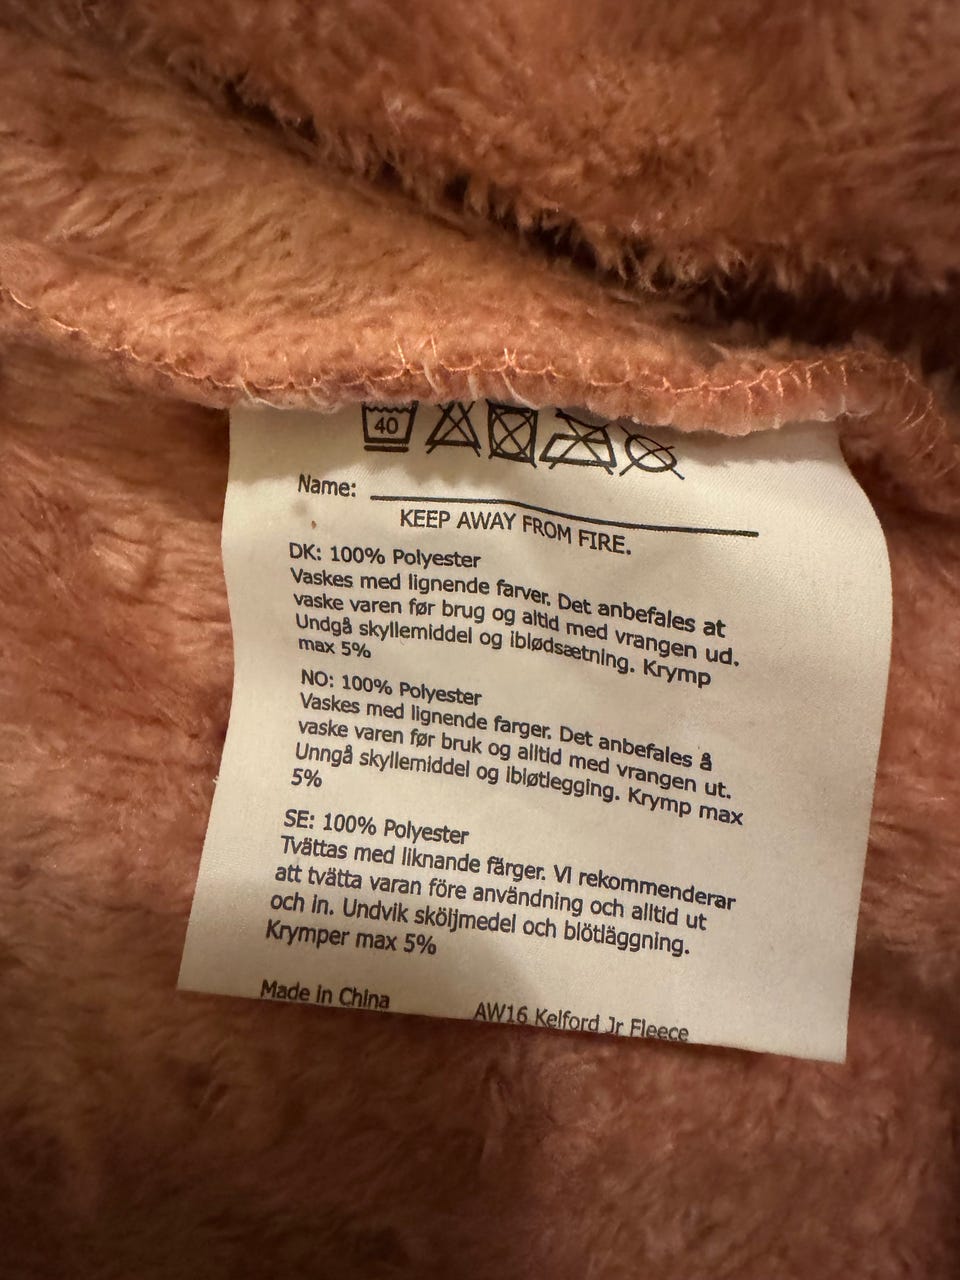 40
Name:
KEEP AWAY FROM FIRE.
DK: 100% Polyester
Vaskes med lignende farver. Det anbefales at
vaske varen før brug og altid med vrangen ud.
Undgå skyllemiddel og iblødsætning. Krymp
max 5%
NO: 100% Polyester
Vaskes med lignende farger. Det anbefales å
vaske varen før bruk og alltid med vrangen ut.
Unngå skyllemiddel og ibløtlegging. Krymp max
5%
SE: 100% Polyester
Tvättas med liknande färger. Vi rekommenderar
att tvätta varan före användning och alltid ut
och in. Undvik sköljmedel och blötläggning.
Krymper max 5%
Made in China
AW16 Kelford Jr Fleece